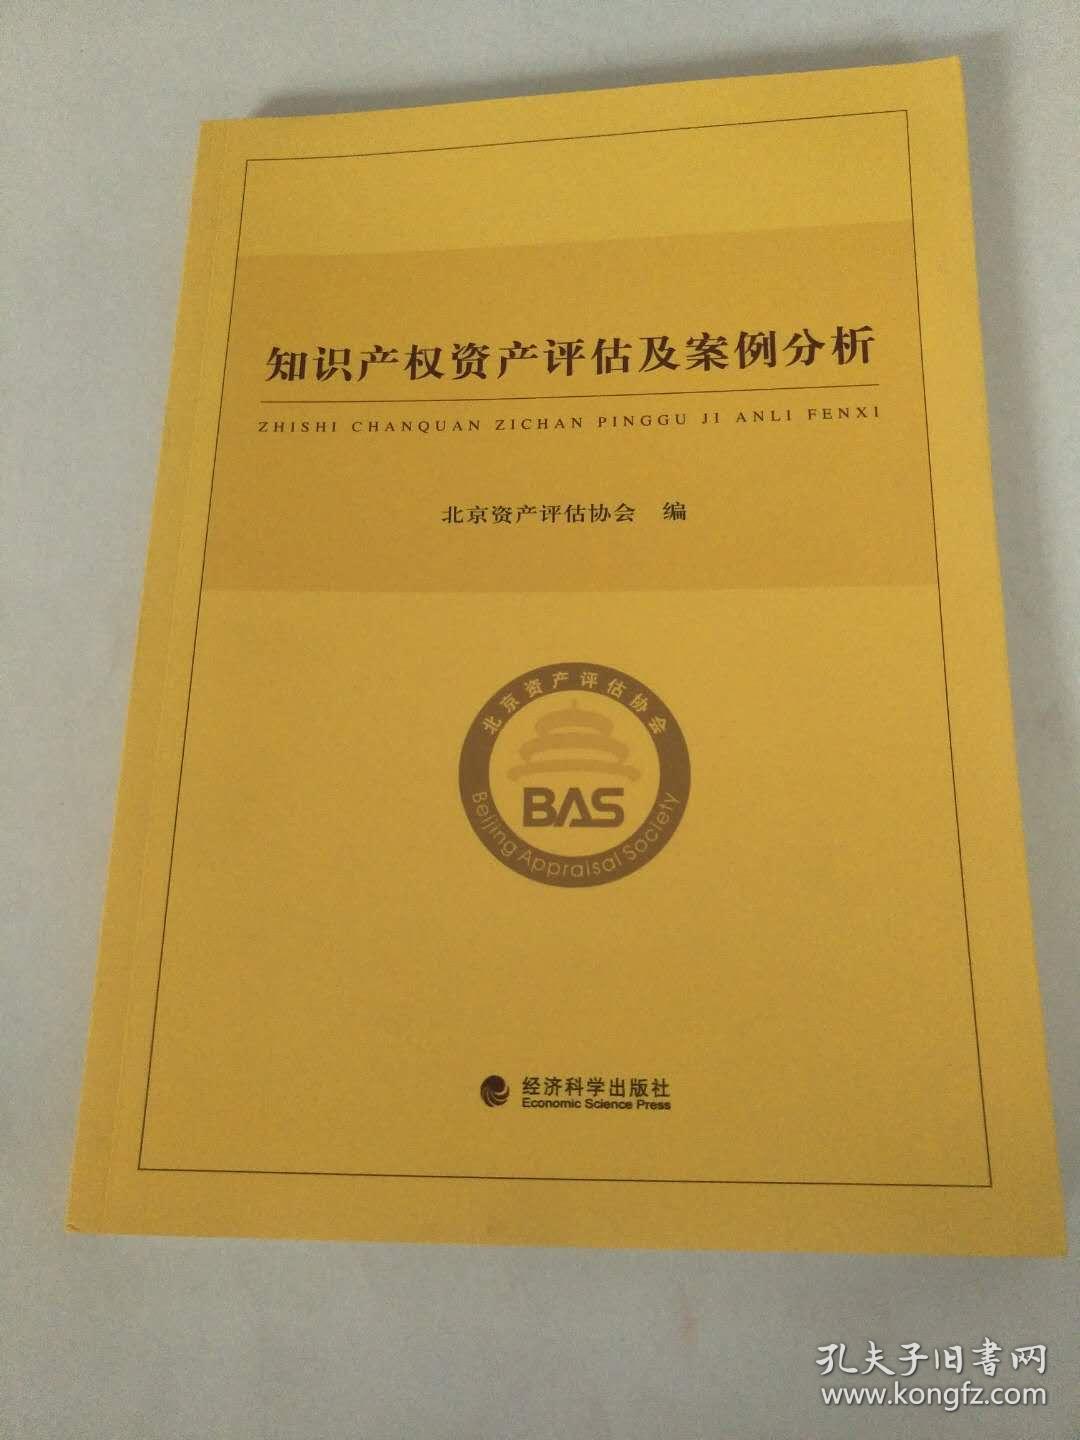 知识产权资产评估及案例分析
ZHISHI CHANQUAN ZICHAN PINGGU JI ANLI FENXI
北京资产评估协会 编
北京资产评估协会
BAS
Beijing Appraisal Society
经济科学出版社
Economic Science Press
孔夫子旧書网
www.kongfz.com